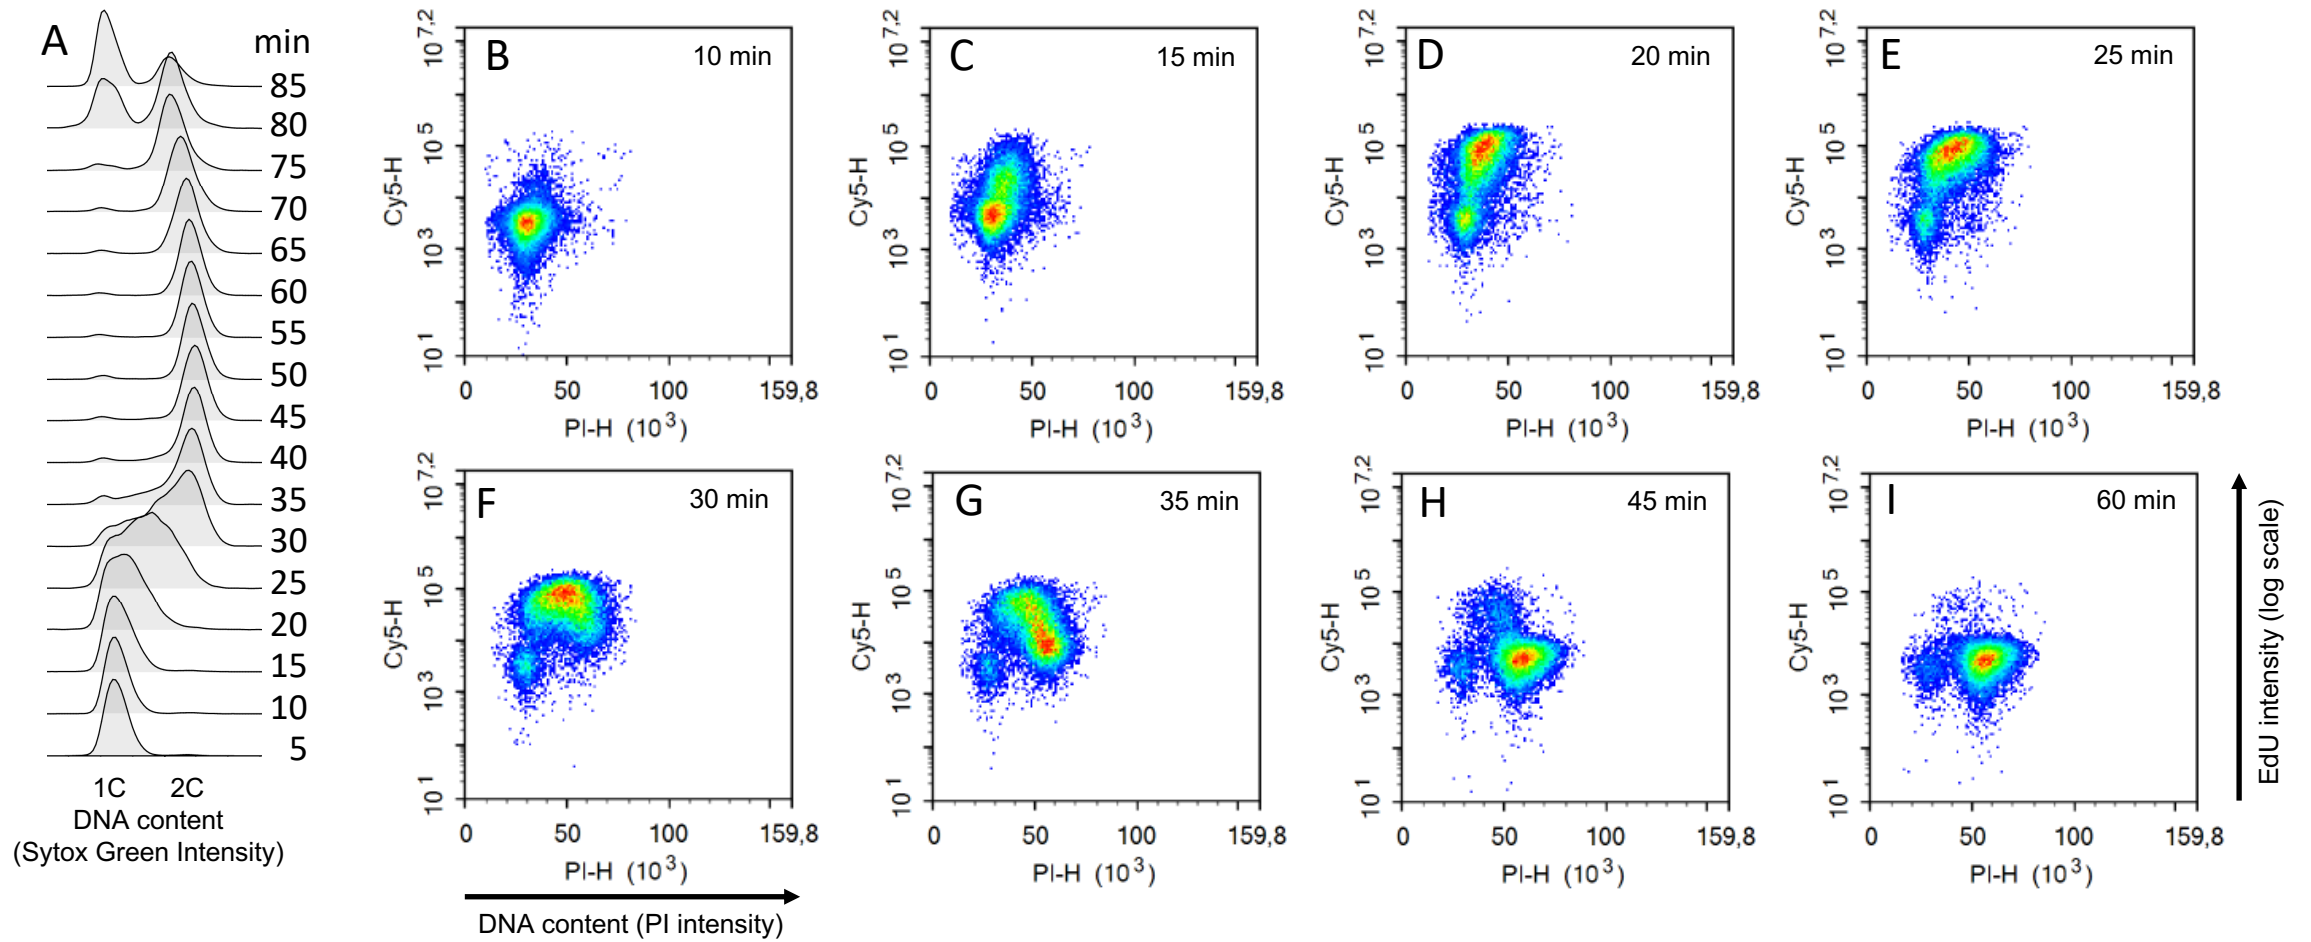 A
min
85
80
75
70
65
60
55
50
45
40
35
30
25
20
15
10
5
1C 2C
DNA content
(Sytox Green Intensity)
B
10 min
10 7,2
10 5
10 3
10 1
Cy5-H
0 50 100 159,8
PI-H (10 3)
C
15 min
10 7,2
10 5
10 3
10 1
Cy5-H
0 50 100 159,8
PI-H (10 3)
D
20 min
10 7,2
10 5
10 3
10 1
Cy5-H
0 50 100 159,8
PI-H (10 3)
E
25 min
10 7,2
10 5
10 3
10 1
Cy5-H
0 50 100 159,8
PI-H (10 3)
F
30 min
10 7,2
10 5
10 3
10 1
Cy5-H
0 50 100 159,8
PI-H (10 3)
G
35 min
10 7,2
10 5
10 3
10 1
Cy5-H
0 50 100 159,8
PI-H (10 3)
H
45 min
10 7,2
10 5
10 3
10 1
Cy5-H
0 50 100 159,8
PI-H (10 3)
I
60 min
10 7,2
10 5
10 3
10 1
Cy5-H
0 50 100 159,8
PI-H (10 3)
DNA content (PI intensity)
EdU intensity (log scale)